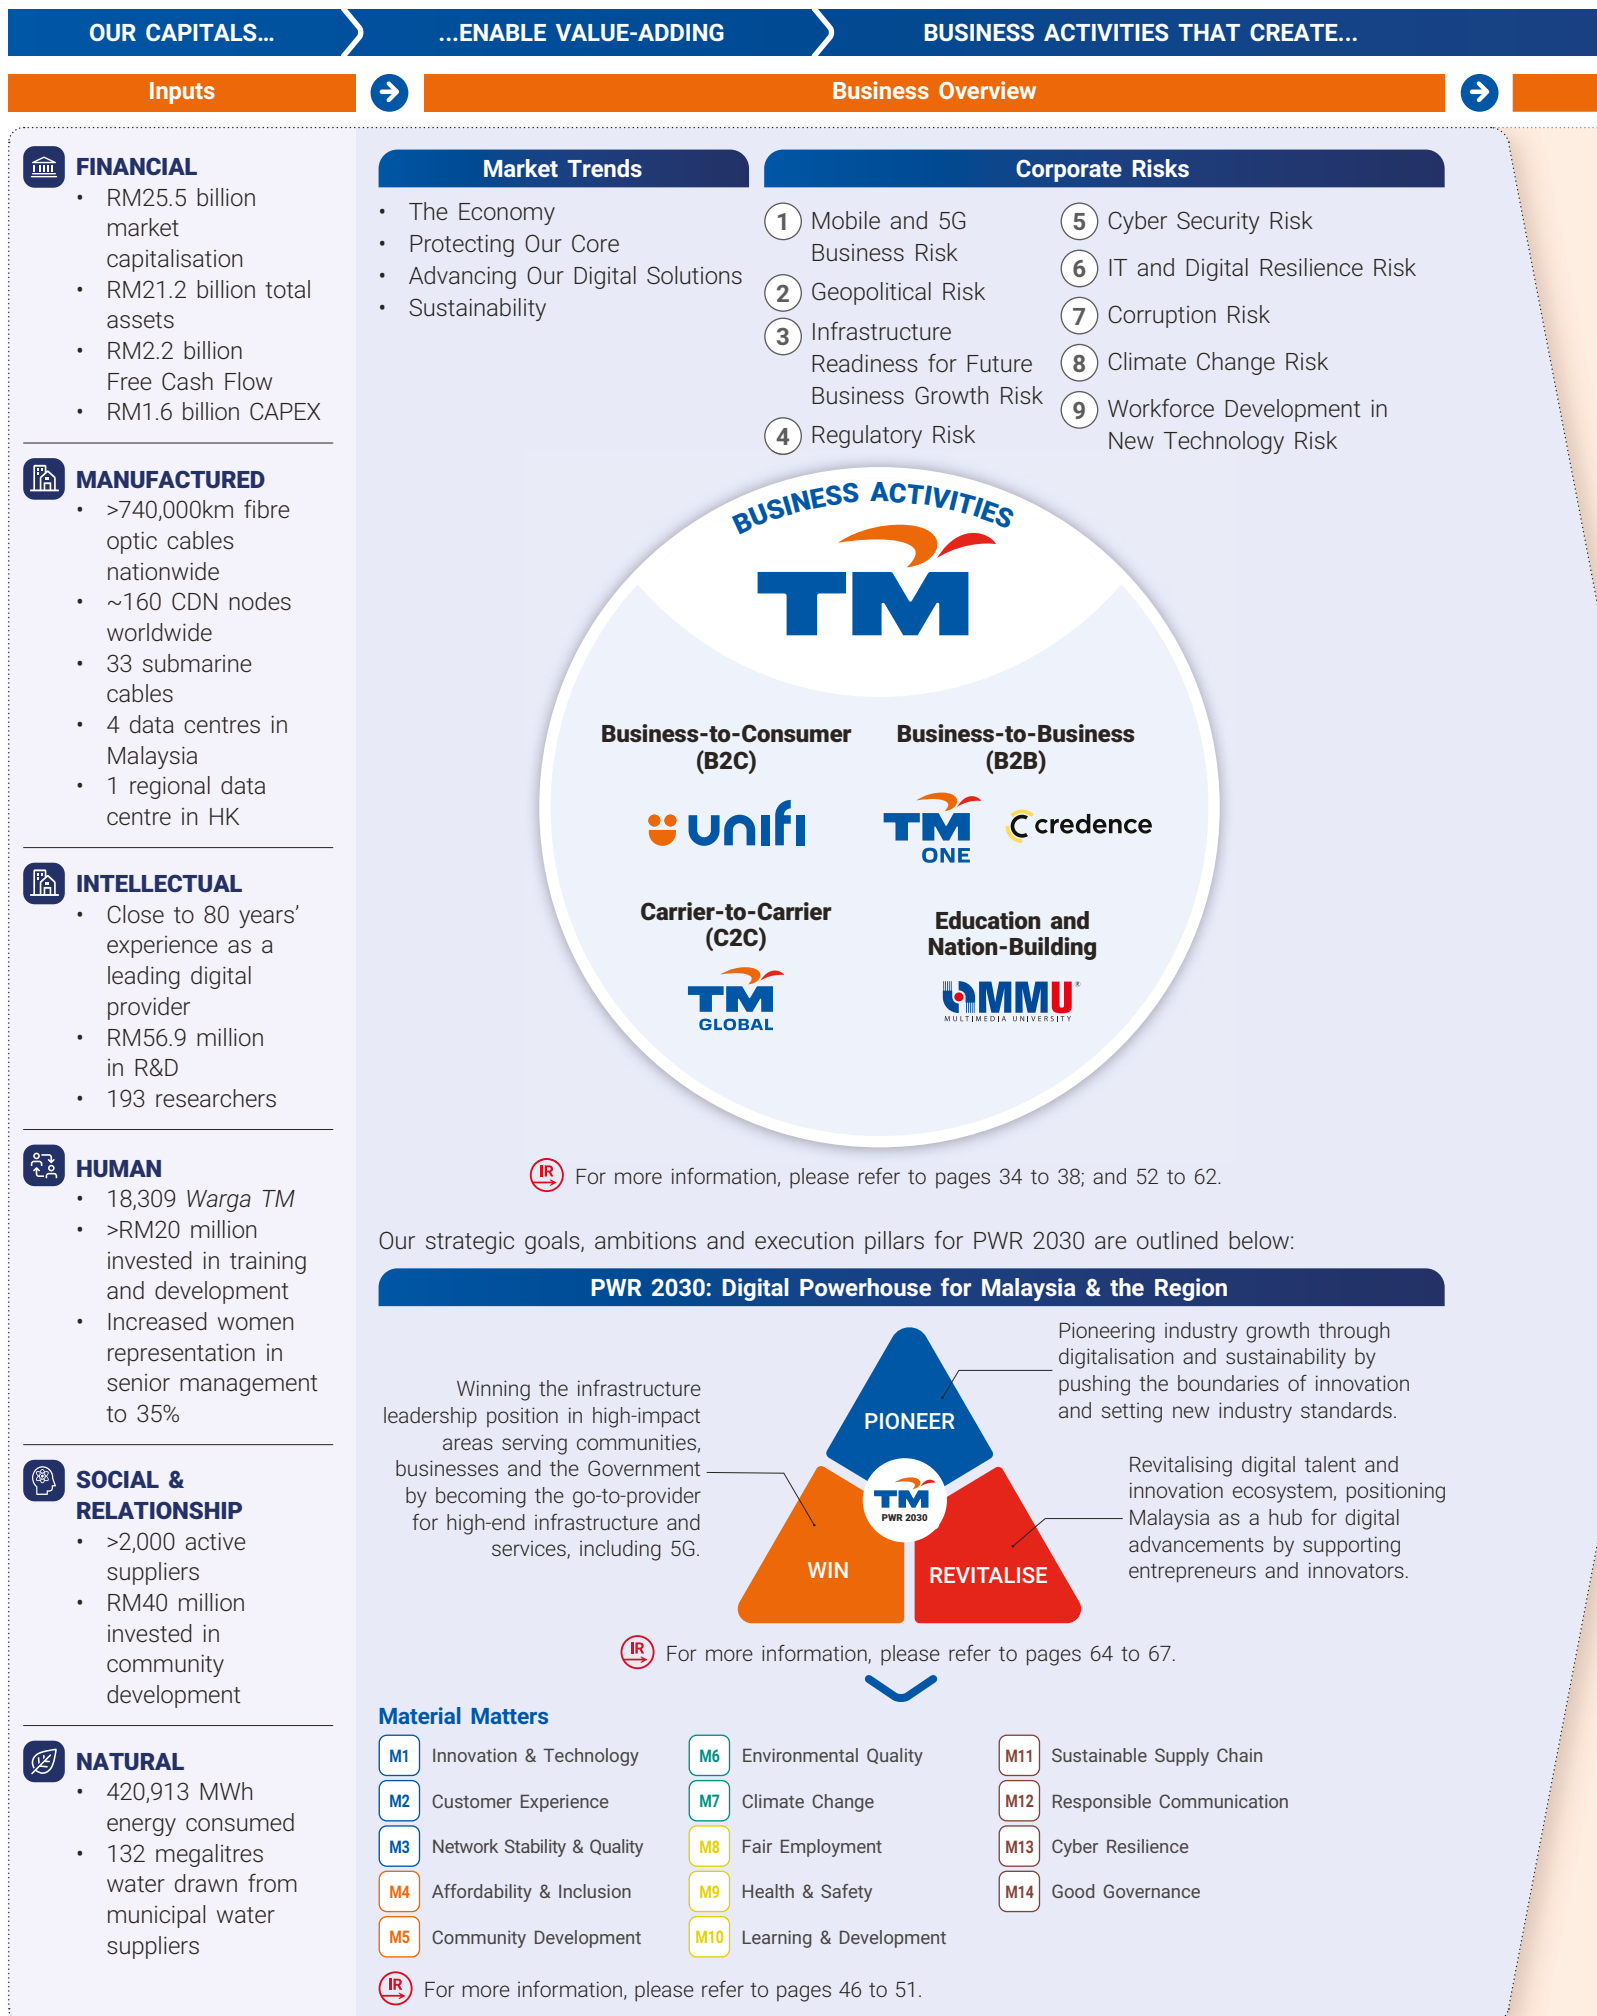 OUR CAPITALS...
...ENABLE VALUE-ADDING
BUSINESS ACTIVITIES THAT CREATE...
Inputs
Business Overview
FINANCIAL
• RM25.5 billion
market
capitalisation
• RM21.2 billion total
assets
• RM2.2 billion
Free Cash Flow
• RM1.6 billion CAPEX
MANUFACTURED
• >740,000km fibre
optic cables
nationwide
• ~160 CDN nodes
worldwide
• 33 submarine
cables
• 4 data centres in
Malaysia
• 1 regional data
centre in HK
INTELLECTUAL
• Close to 80 years’
experience as a
leading digital
provider
• RM56.9 million
in R&D
• 193 researchers
HUMAN
• 18,309 Warga TM
• >RM20 million
invested in training
and development
• Increased women
representation in
senior management
to 35%
SOCIAL &
RELATIONSHIP
• >2,000 active
suppliers
• RM40 million
invested in
community
development
NATURAL
• 420,913 MWh
energy consumed
• 132 megalitres
water drawn from
municipal water
suppliers
Market Trends
• The Economy
• Protecting Our Core
• Advancing Our Digital Solutions
• Sustainability
Corporate Risks
1 Mobile and 5G
Business Risk
2 Geopolitical Risk
3 Infrastructure
Readiness for Future
Business Growth Risk
4 Regulatory Risk
5 Cyber Security Risk
6 IT and Digital Resilience Risk
7 Corruption Risk
8 Climate Change Risk
9 Workforce Development in
New Technology Risk
BUSINESS ACTIVITIES
TM
Business-to-Consumer
(B2C)
unifi
Business-to-Business
(B2B)
TM
ONE
credence
Carrier-to-Carrier
(C2C)
TM
GLOBAL
Education and
Nation-Building
MMU
MULTIMEDIA UNIVERSITY
IR For more information, please refer to pages 34 to 38; and 52 to 62.
Our strategic goals, ambitions and execution pillars for PWR 2030 are outlined below:
PWR 2030: Digital Powerhouse for Malaysia & the Region
Winning the infrastructure
leadership position in high-impact
areas serving communities,
businesses and the Government
by becoming the go-to-provider
for high-end infrastructure and
services, including 5G.
PIONEER
TM
PWR 2030
WIN
REVITALISE
Pioneering industry growth through
digitalisation and sustainability by
pushing the boundaries of innovation
and setting new industry standards.
Revitalising digital talent and
innovation ecosystem, positioning
Malaysia as a hub for digital
advancements by supporting
entrepreneurs and innovators.
IR For more information, please refer to pages 64 to 67.
Material Matters
M1 Innovation & Technology
M2 Customer Experience
M3 Network Stability & Quality
M4 Affordability & Inclusion
M5 Community Development
M6 Environmental Quality
M7 Climate Change
M8 Fair Employment
M9 Health & Safety
M10 Learning & Development
M11 Sustainable Supply Chain
M12 Responsible Communication
M13 Cyber Resilience
M14 Good Governance
IR For more information, please refer to pages 46 to 51.